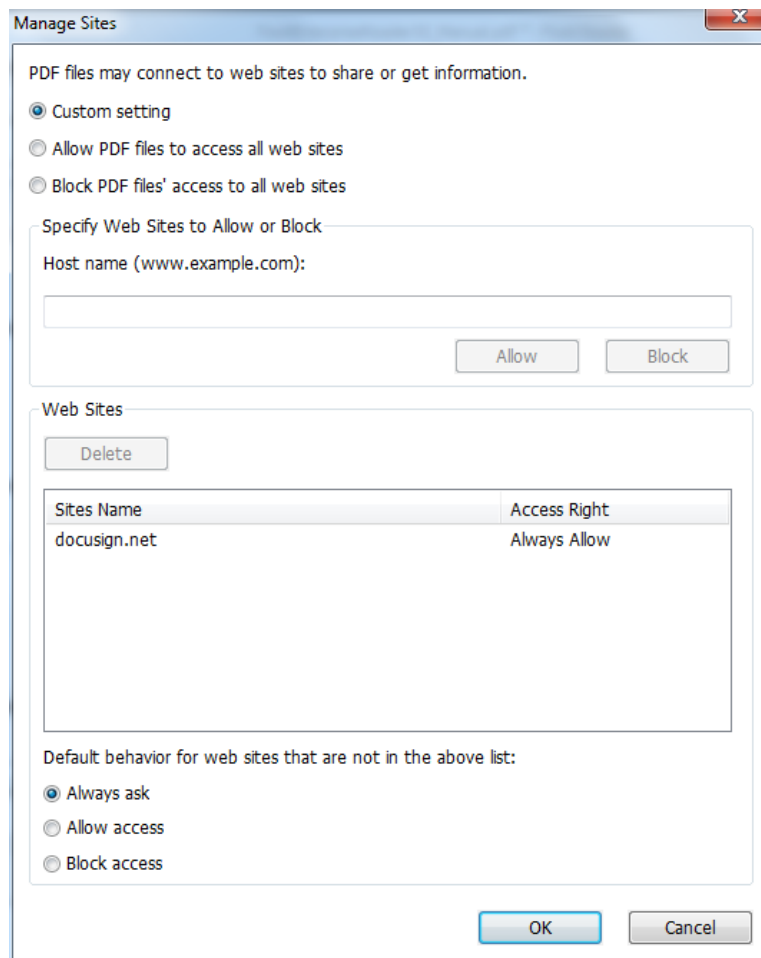 Manage Sites
PDF files may connect to web sites to share or get information.
Custom setting
Allow PDF files to access all web sites
Block PDF files' access to all web sites
Specify Web Sites to Allow or Block
Host name (www.example.com):
Allow Block
Web Sites
Delete
Sites Name Access Right
docusign.net Always Allow
Default behavior for web sites that are not in the above list:
Always ask
Allow access
Block access
OK Cancel